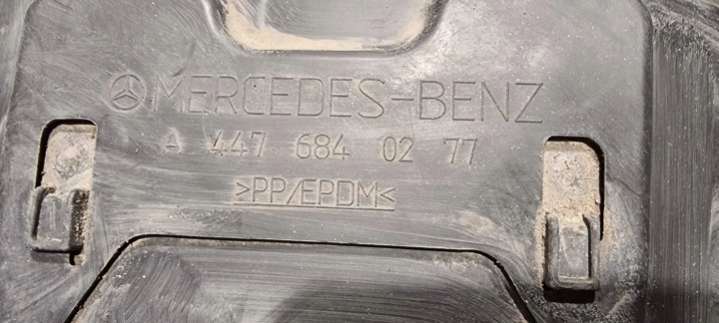 MERCEDES-BENZ
A 447 684 02 77
>PP/EPDM<